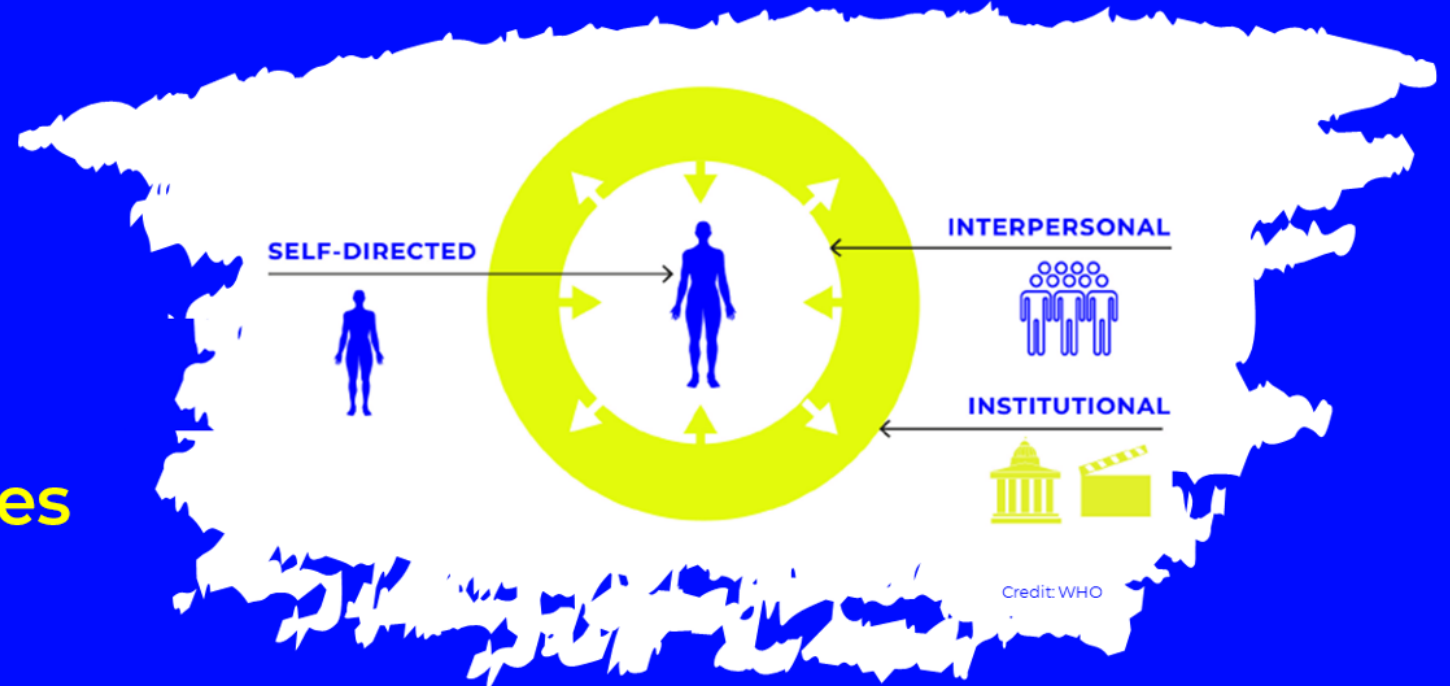 INTERPERSONAL
SELF-DIRECTED
INSTITUTIONAL
es
Credit: WHO